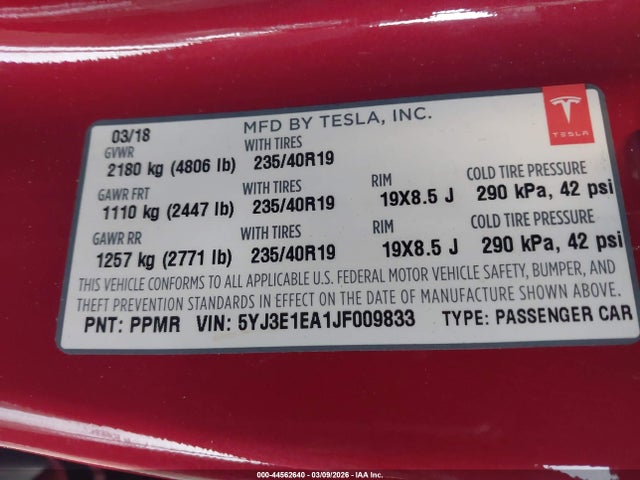 03/18 MFD BY TESLA, INC.
TESLA
GVWR WITH TIRES
2180 kg (4806 lb) 235/40R19
GAWR FRT WITH TIRES RIM COLD TIRE PRESSURE
1110 kg (2447 lb) 235/40R19 19X8.5 J 290 kPa, 42 psi
GAWR RR WITH TIRES RIM COLD TIRE PRESSURE
1257 kg (2771 lb) 235/40R19 19X8.5 J 290 kPa, 42 psi
THIS VEHICLE CONFORMS TO ALL APPLICABLE U.S. FEDERAL MOTOR VEHICLE SAFETY, BUMPER, AND
THEFT PREVENTION STANDARDS IN EFFECT ON THE DATE OF MANUFACTURE SHOWN ABOVE.
PNT: PPMR VIN: 5YJ3E1EA1JF009833 TYPE: PASSENGER CAR
000-44562640 - 03/09/2026 - IAA Inc.